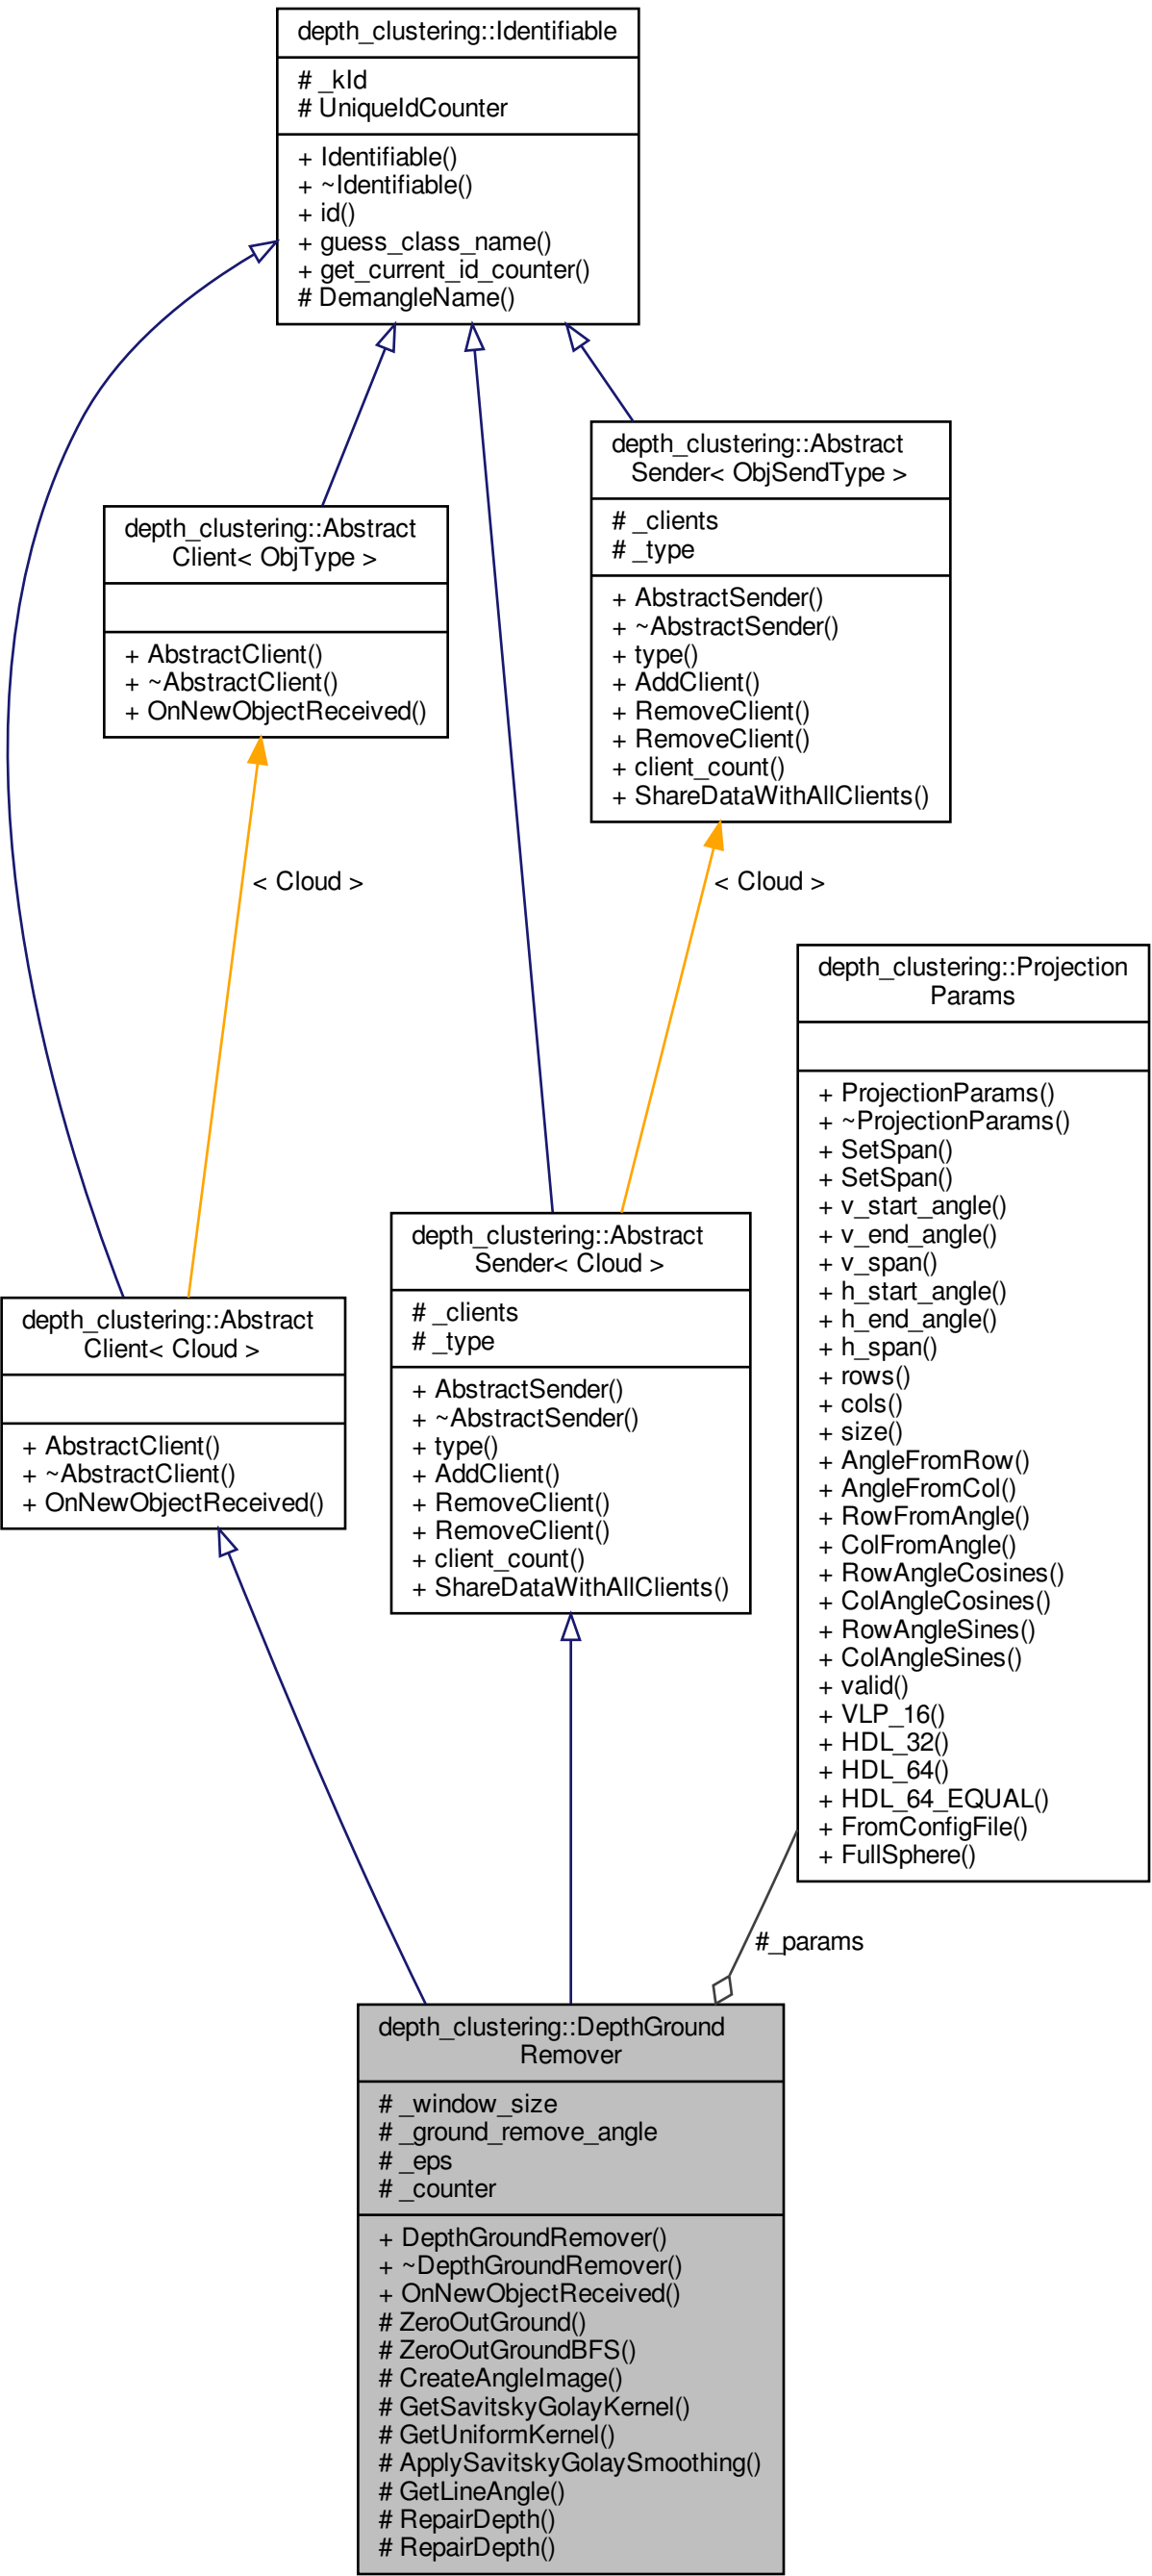 depth_clustering::Identifiable
# _kId
# UniqueIdCounter
+ Identifiable()
+ ~Identifiable()
+ id()
+ guess_class_name()
+ get_current_id_counter()
# DemangleName()
depth_clustering::Abstract
Sender< ObjSendType >
# _clients
# _type
+ AbstractSender()
+ ~AbstractSender()
+ type()
+ AddClient()
+ RemoveClient()
+ RemoveClient()
+ client_count()
+ ShareDataWithAllClients()
depth_clustering::Abstract
Client< ObjType >
+ AbstractClient()
+ ~AbstractClient()
+ OnNewObjectReceived()
< Cloud >
< Cloud >
depth_clustering::Projection
Params
+ ProjectionParams()
+ ~ProjectionParams()
+ SetSpan()
+ SetSpan()
+ v_start_angle()
+ v_end_angle()
+ v_span()
+ h_start_angle()
+ h_end_angle()
+ h_span()
+ rows()
+ cols()
+ size()
+ AngleFromRow()
+ AngleFromCol()
+ RowFromAngle()
+ ColFromAngle()
+ RowAngleCosines()
+ ColAngleCosines()
+ RowAngleSines()
+ ColAngleSines()
+ valid()
+ VLP_16()
+ HDL_32()
+ HDL_64()
+ HDL_64_EQUAL()
+ FromConfigFile()
+ FullSphere()
depth_clustering::Abstract
Sender< Cloud >
# _clients
# _type
+ AbstractSender()
+ ~AbstractSender()
+ type()
+ AddClient()
+ RemoveClient()
+ RemoveClient()
+ client_count()
+ ShareDataWithAllClients()
depth_clustering::Abstract
Client< Cloud >
+ AbstractClient()
+ ~AbstractClient()
+ OnNewObjectReceived()
#_params
depth_clustering::DepthGround
Remover
# _window_size
# _ground_remove_angle
# _eps
# _counter
+ DepthGroundRemover()
+ ~DepthGroundRemover()
+ OnNewObjectReceived()
# ZeroOutGround()
# ZeroOutGroundBFS()
# CreateAngleImage()
# GetSavitskyGolayKernel()
# GetUniformKernel()
# ApplySavitskyGolaySmoothing()
# GetLineAngle()
# RepairDepth()
# RepairDepth()